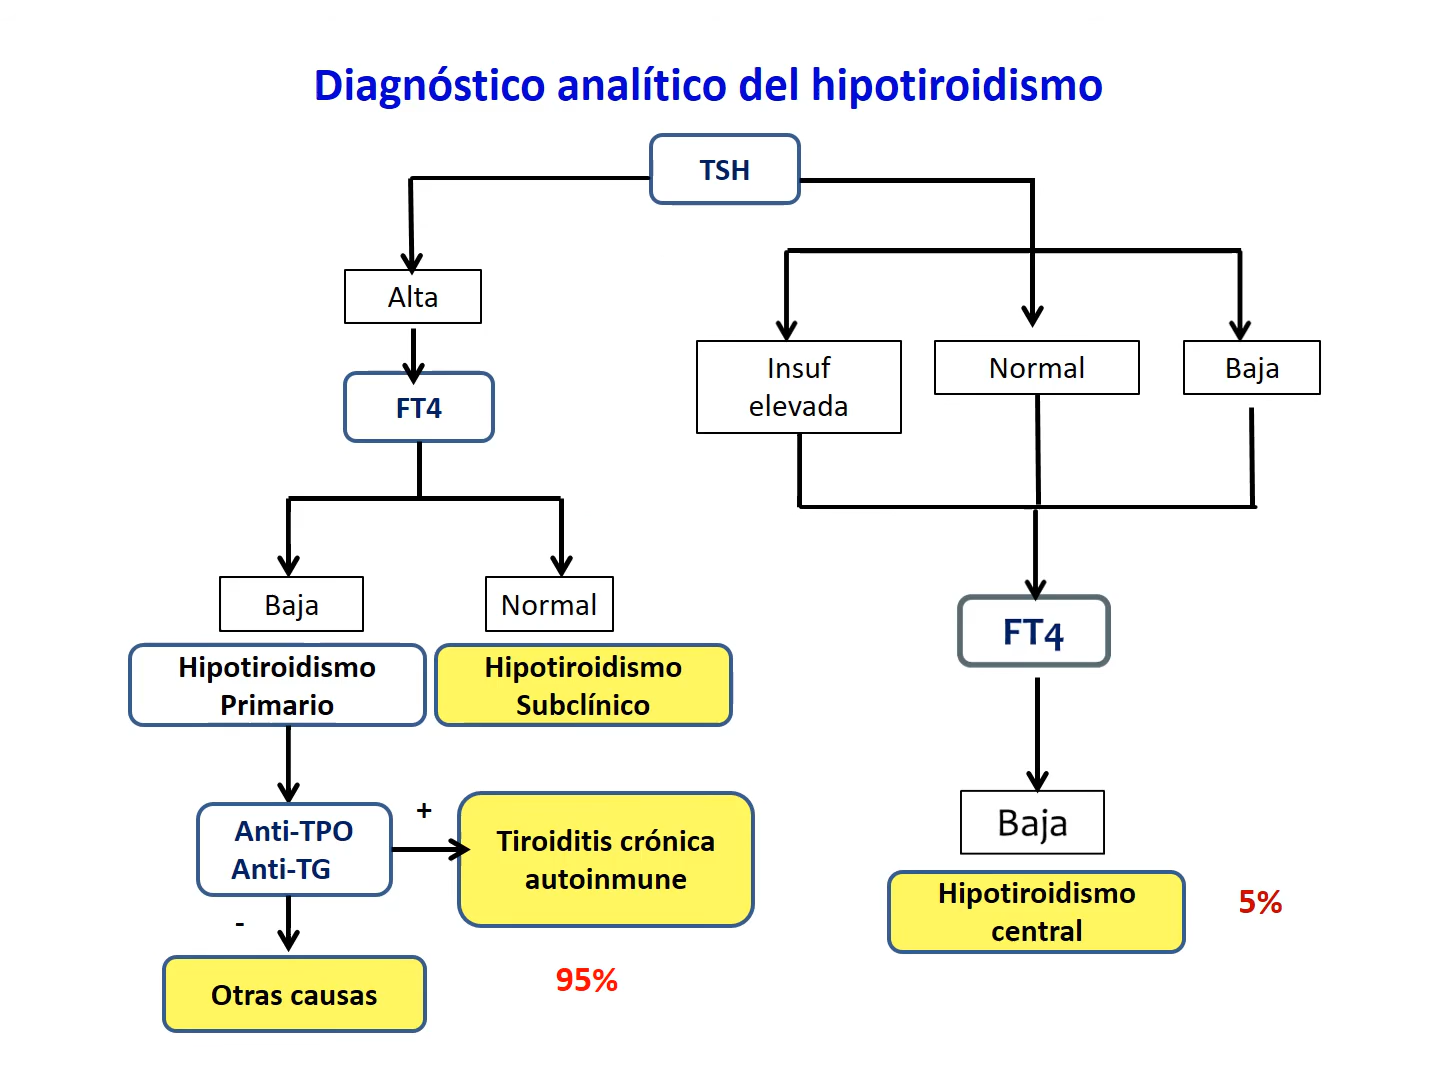 Diagnóstico analítico del hipotiroidismo
TSH
Alta
FT4
Insuf
elevada
Normal
Baja
Baja
Normal
Hipotiroidismo
Primario
Hipotiroidismo
Subclínico
FT4
Anti-TPO
Anti-TG
+
Tiroiditis crónica
autoinmune
-
Otras causas
95%
Baja
Hipotiroidismo
central
5%